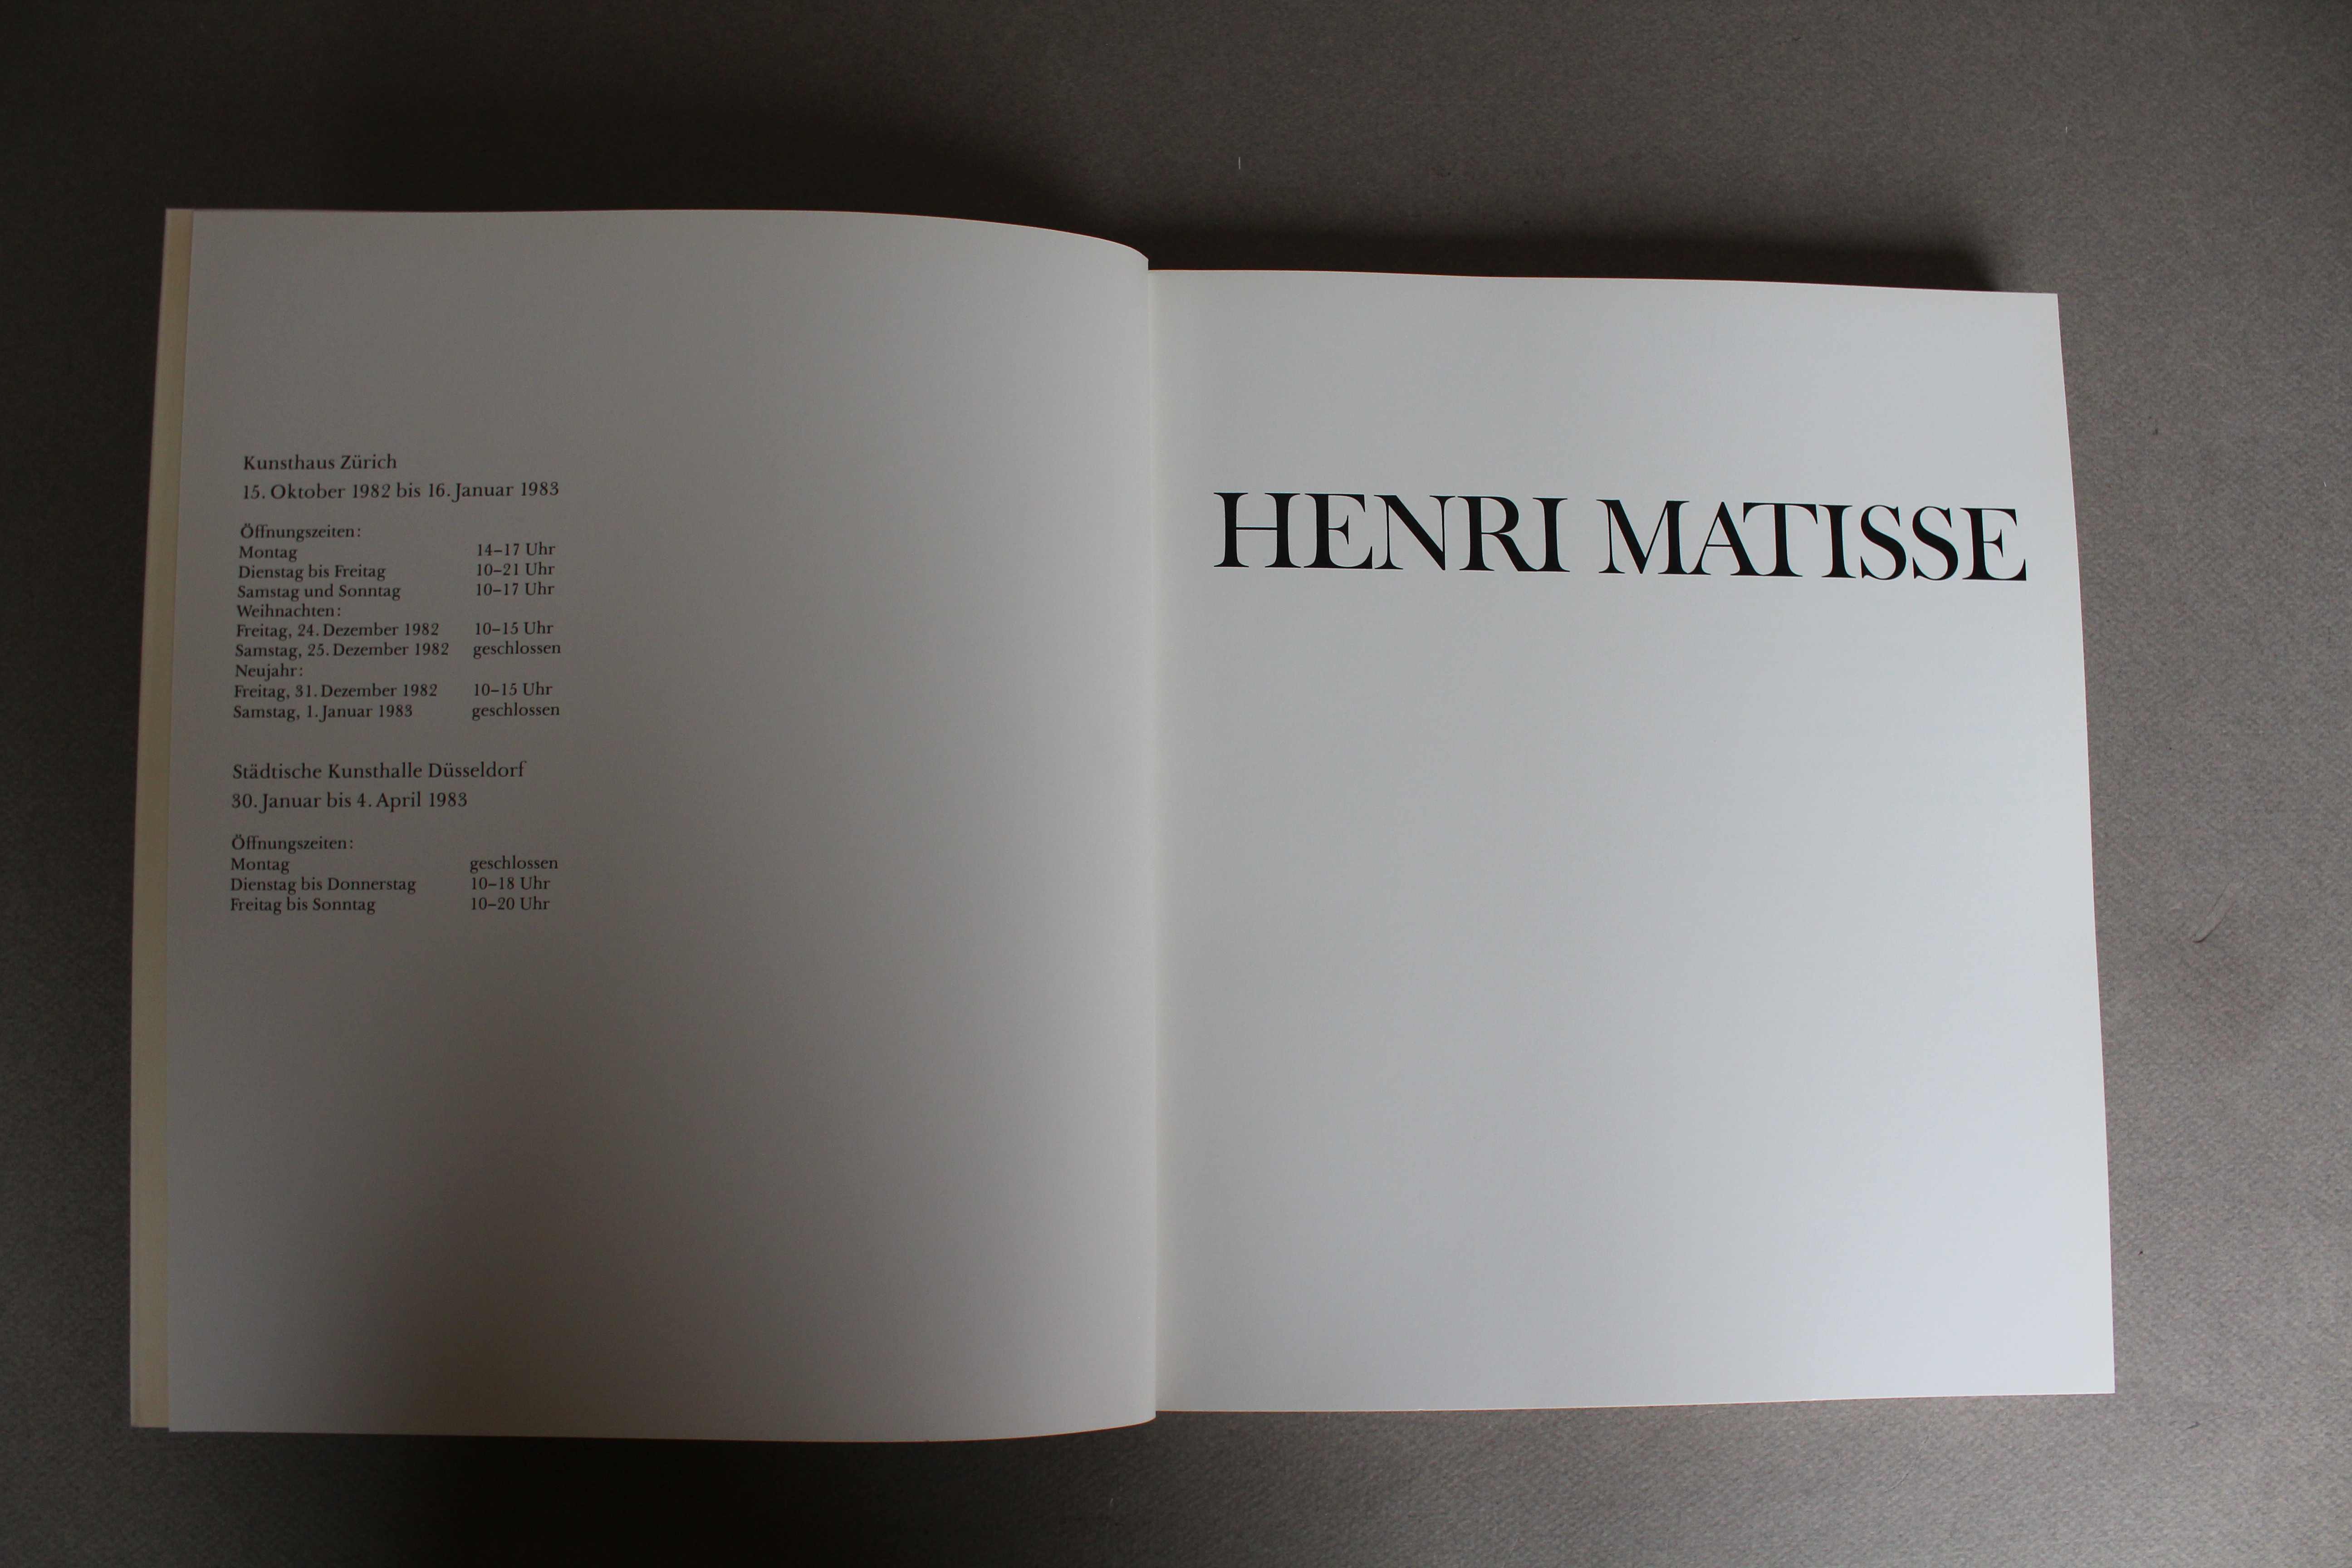 Kunsthaus Zürich
15. Oktober 1982 bis 16. Januar 1983
Öffnungszeiten:
Montag 14–17 Uhr
Dienstag bis Freitag 10–21 Uhr
Samstag und Sonntag 10–17 Uhr
Weihnachten:
Freitag, 24. Dezember 1982 10–15 Uhr
Samstag, 25. Dezember 1982 geschlossen
Neujahr:
Freitag, 31. Dezember 1982 10–15 Uhr
Samstag, 1. Januar 1983 geschlossen
Städtische Kunsthalle Düsseldorf
30. Januar bis 4. April 1983
Öffnungszeiten:
Montag geschlossen
Dienstag bis Donnerstag 10–18 Uhr
Freitag bis Sonntag 10–20 Uhr
HENRI MATISSE